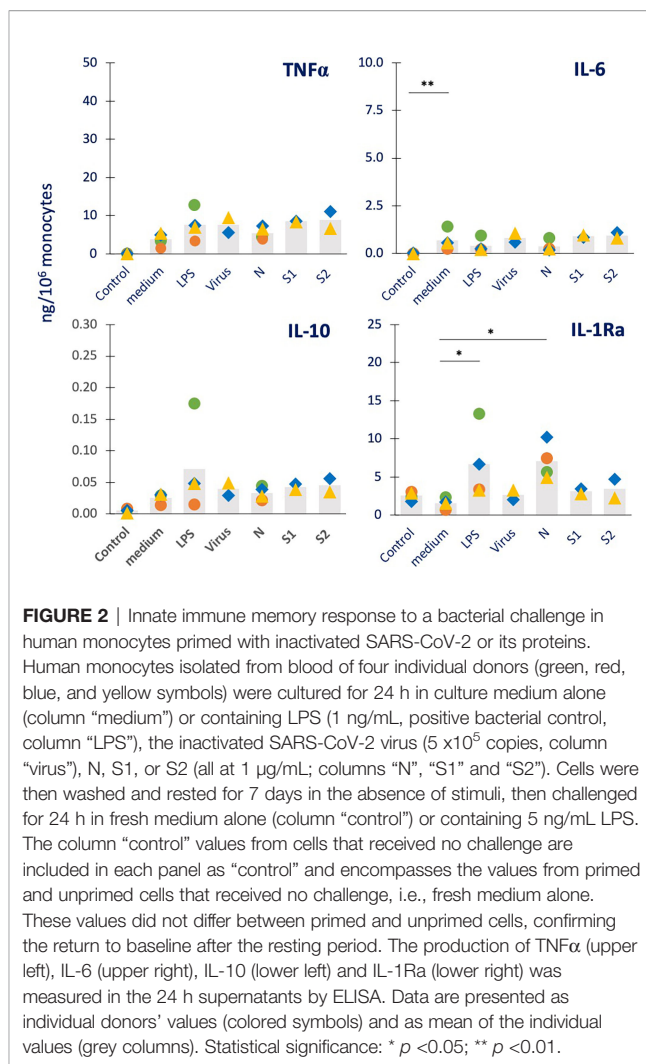 TNFα
50
40
30
20
10
0
Control
medium
LPS
Virus
N
S1
S2
IL-6
10.0
7.5
5.0
2.5
0.0
**
Control
medium
LPS
Virus
N
S1
S2
ng/10⁶ monocytes
IL-10
0.30
0.25
0.20
0.15
0.10
0.05
0.00
Control
medium
LPS
Virus
N
S1
S2
IL-1Ra
25
20
15
10
5
0
*
*
Control
medium
LPS
Virus
N
S1
S2
FIGURE 2 | Innate immune memory response to a bacterial challenge in
human monocytes primed with inactivated SARS-CoV-2 or its proteins.
Human monocytes isolated from blood of four individual donors (green, red,
blue, and yellow symbols) were cultured for 24 h in culture medium alone
(column “medium”) or containing LPS (1 ng/mL, positive bacterial control,
column “LPS”), the inactivated SARS-CoV-2 virus (5 x10⁵ copies, column
“virus”), N, S1, or S2 (all at 1 µg/mL; columns “N”, “S1” and “S2”). Cells were
then washed and rested for 7 days in the absence of stimuli, then challenged
for 24 h in fresh medium alone (column “control”) or containing 5 ng/mL LPS.
The column “control” values from cells that received no challenge are
included in each panel as “control” and encompasses the values from primed
and unprimed cells that received no challenge, i.e., fresh medium alone.
These values did not differ between primed and unprimed cells, confirming
the return to baseline after the resting period. The production of TNFα (upper
left), IL-6 (upper right), IL-10 (lower left) and IL-1Ra (lower right) was
measured in the 24 h supernatants by ELISA. Data are presented as
individual donors’ values (colored symbols) and as mean of the individual
values (grey columns). Statistical significance: * p <0.05; ** p <0.01.